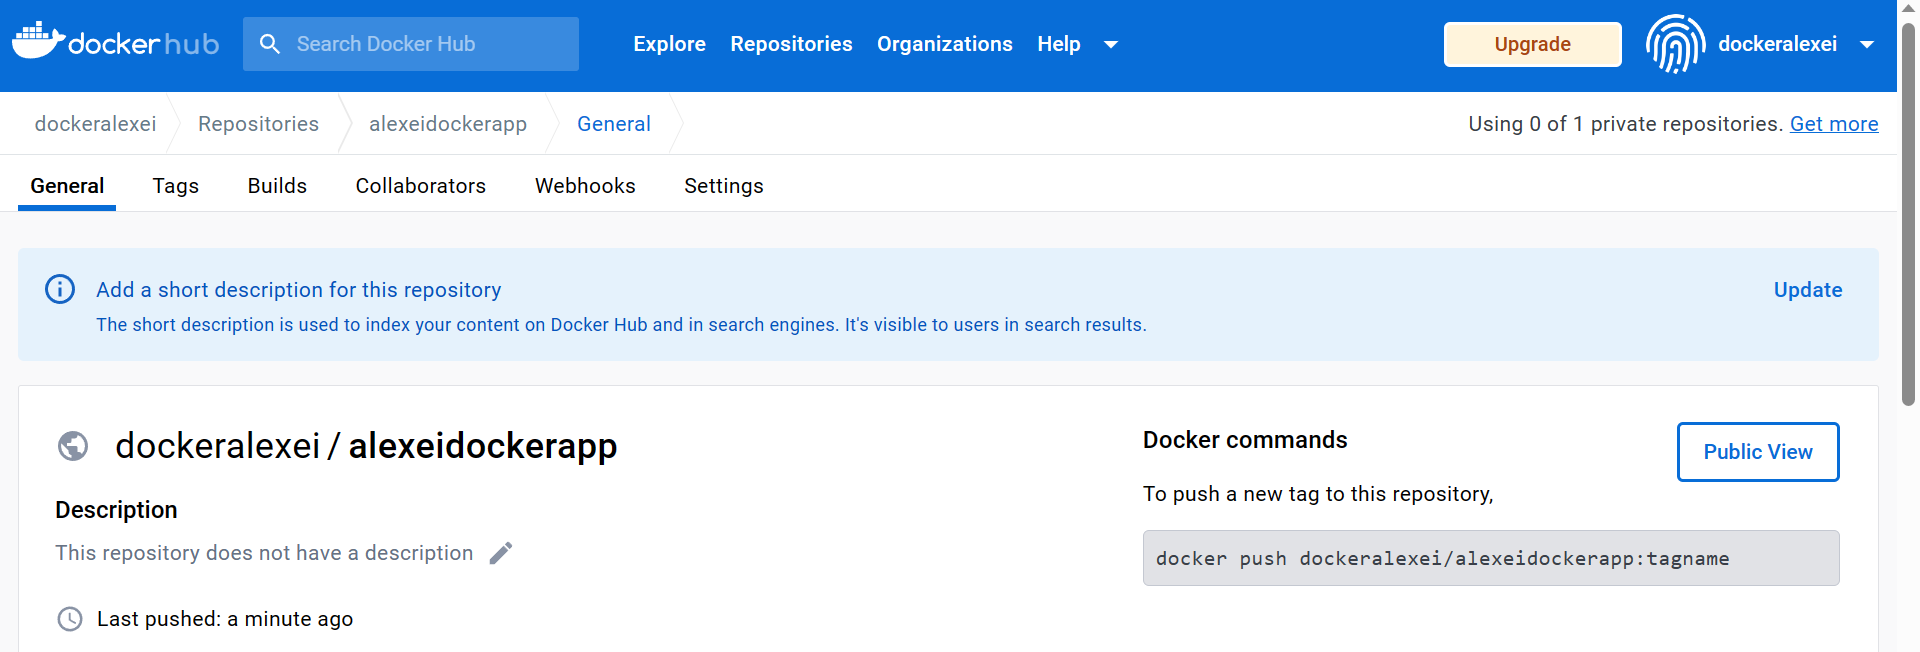 docker hub Search Docker Hub Explore Repositories Organizations Help Upgrade dockeralexei
dockeralexei Repositories alexeidockerapp General Using 0 of 1 private repositories. Get more
General Tags Builds Collaborators Webhooks Settings
Add a short description for this repository Update
The short description is used to index your content on Docker Hub and in search engines. It's visible to users in search results.
dockeralexei / alexeidockerapp
Description
This repository does not have a description
Last pushed: a minute ago
Docker commands
Public View
To push a new tag to this repository,
docker push dockeralexei/alexeidockerapp:tagname